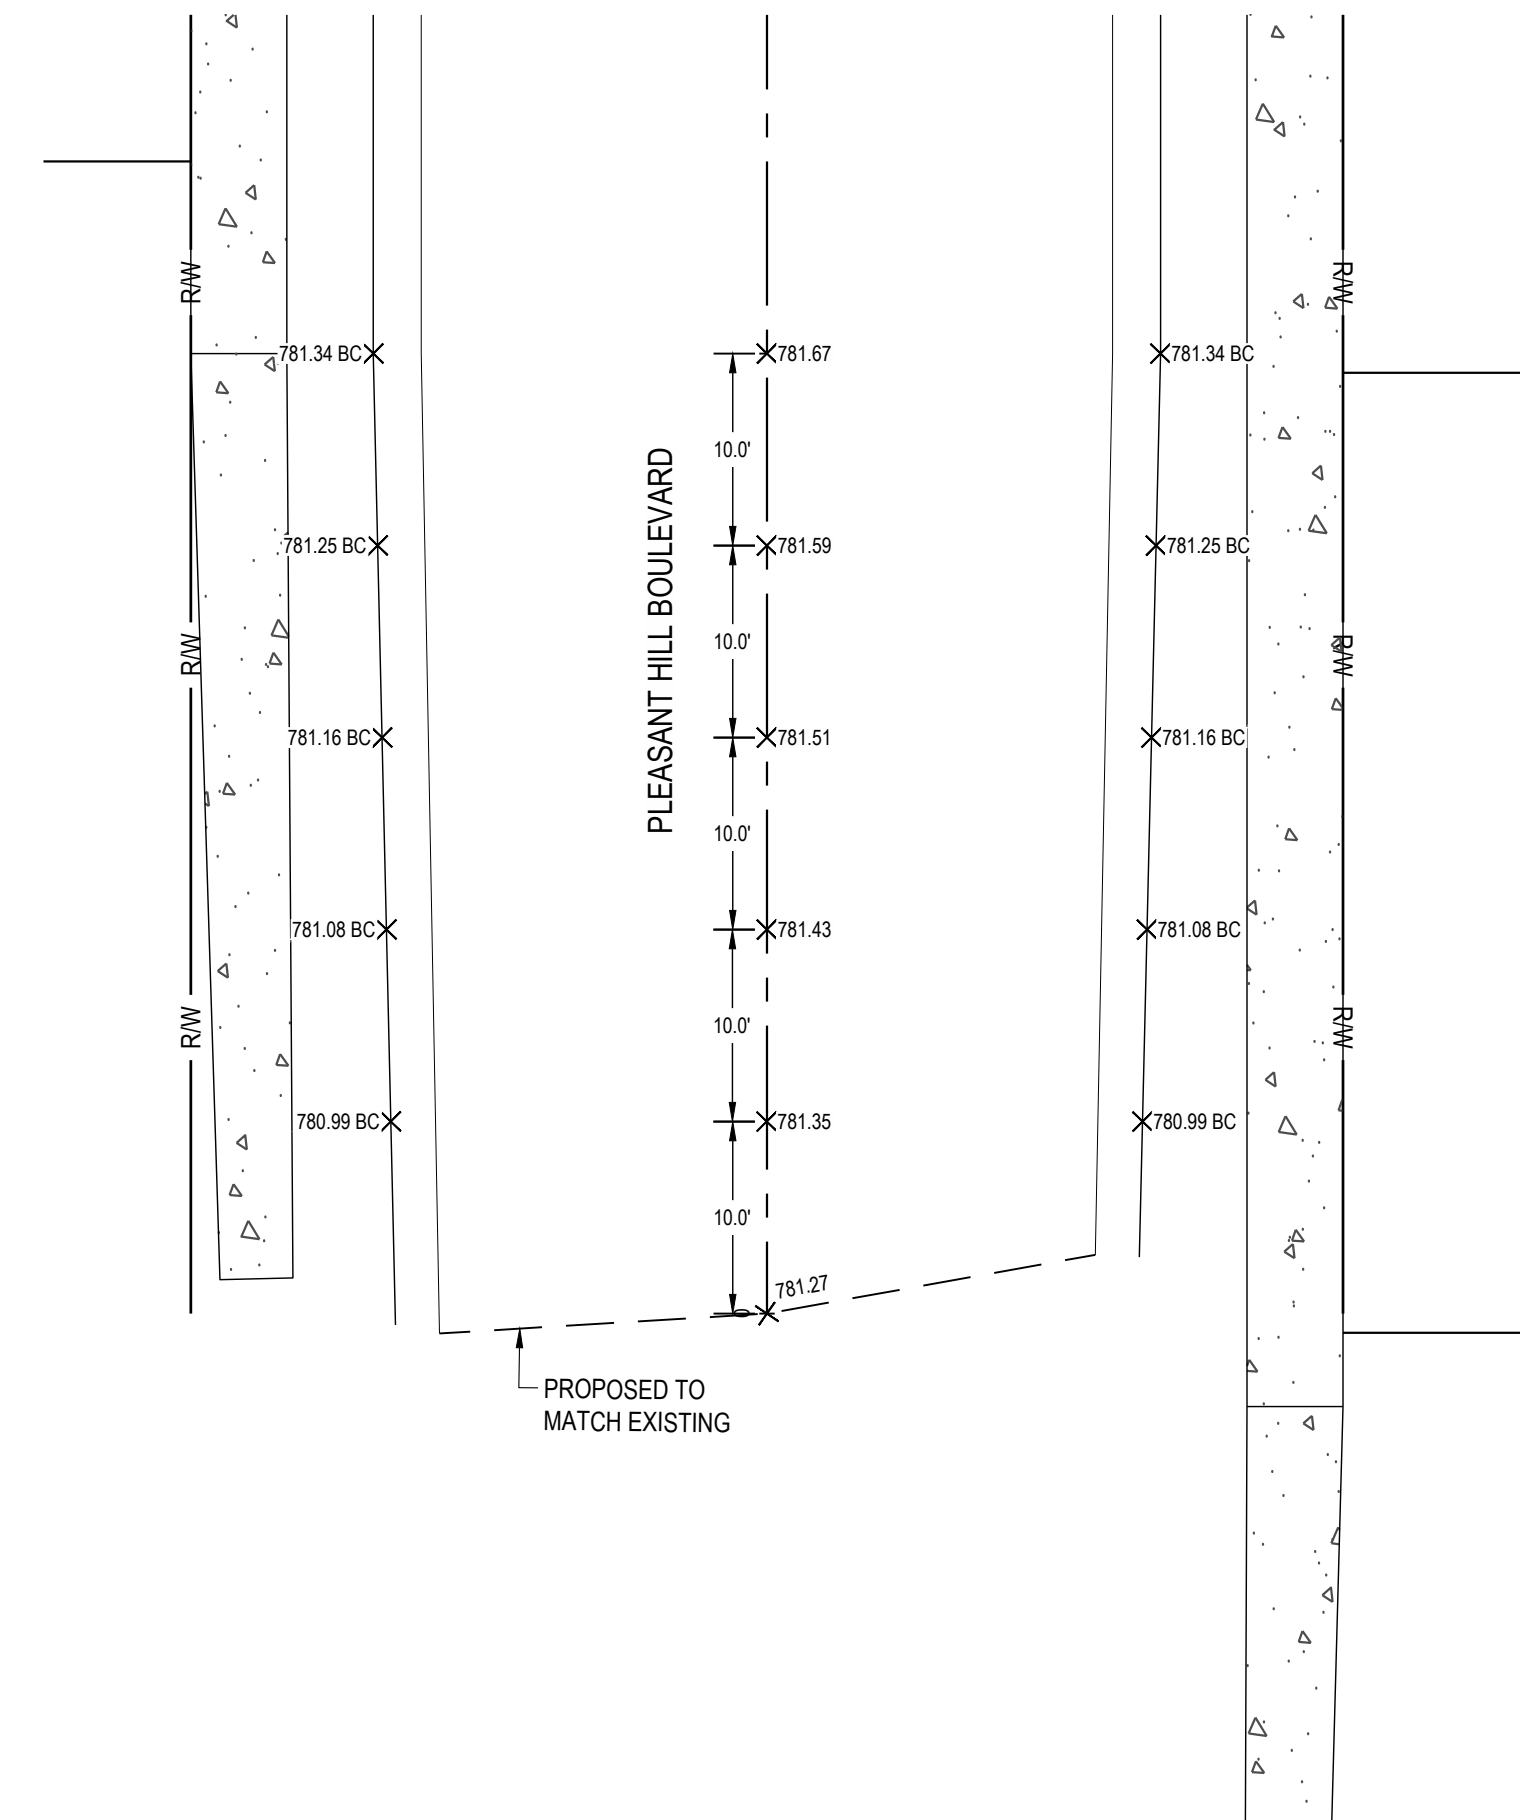 R/W
R/W
781.34 BC
781.67
781.34 BC
10.0'
781.25 BC
781.59
781.25 BC
PLEASANT HILL BOULEVARD
10.0'
R/W
R/W
781.16 BC
781.51
781.16 BC
10.0'
781.08 BC
781.43
781.08 BC
10.0'
R/W
R/W
780.99 BC
781.35
780.99 BC
10.0'
781.27
PROPOSED TO
MATCH EXISTING